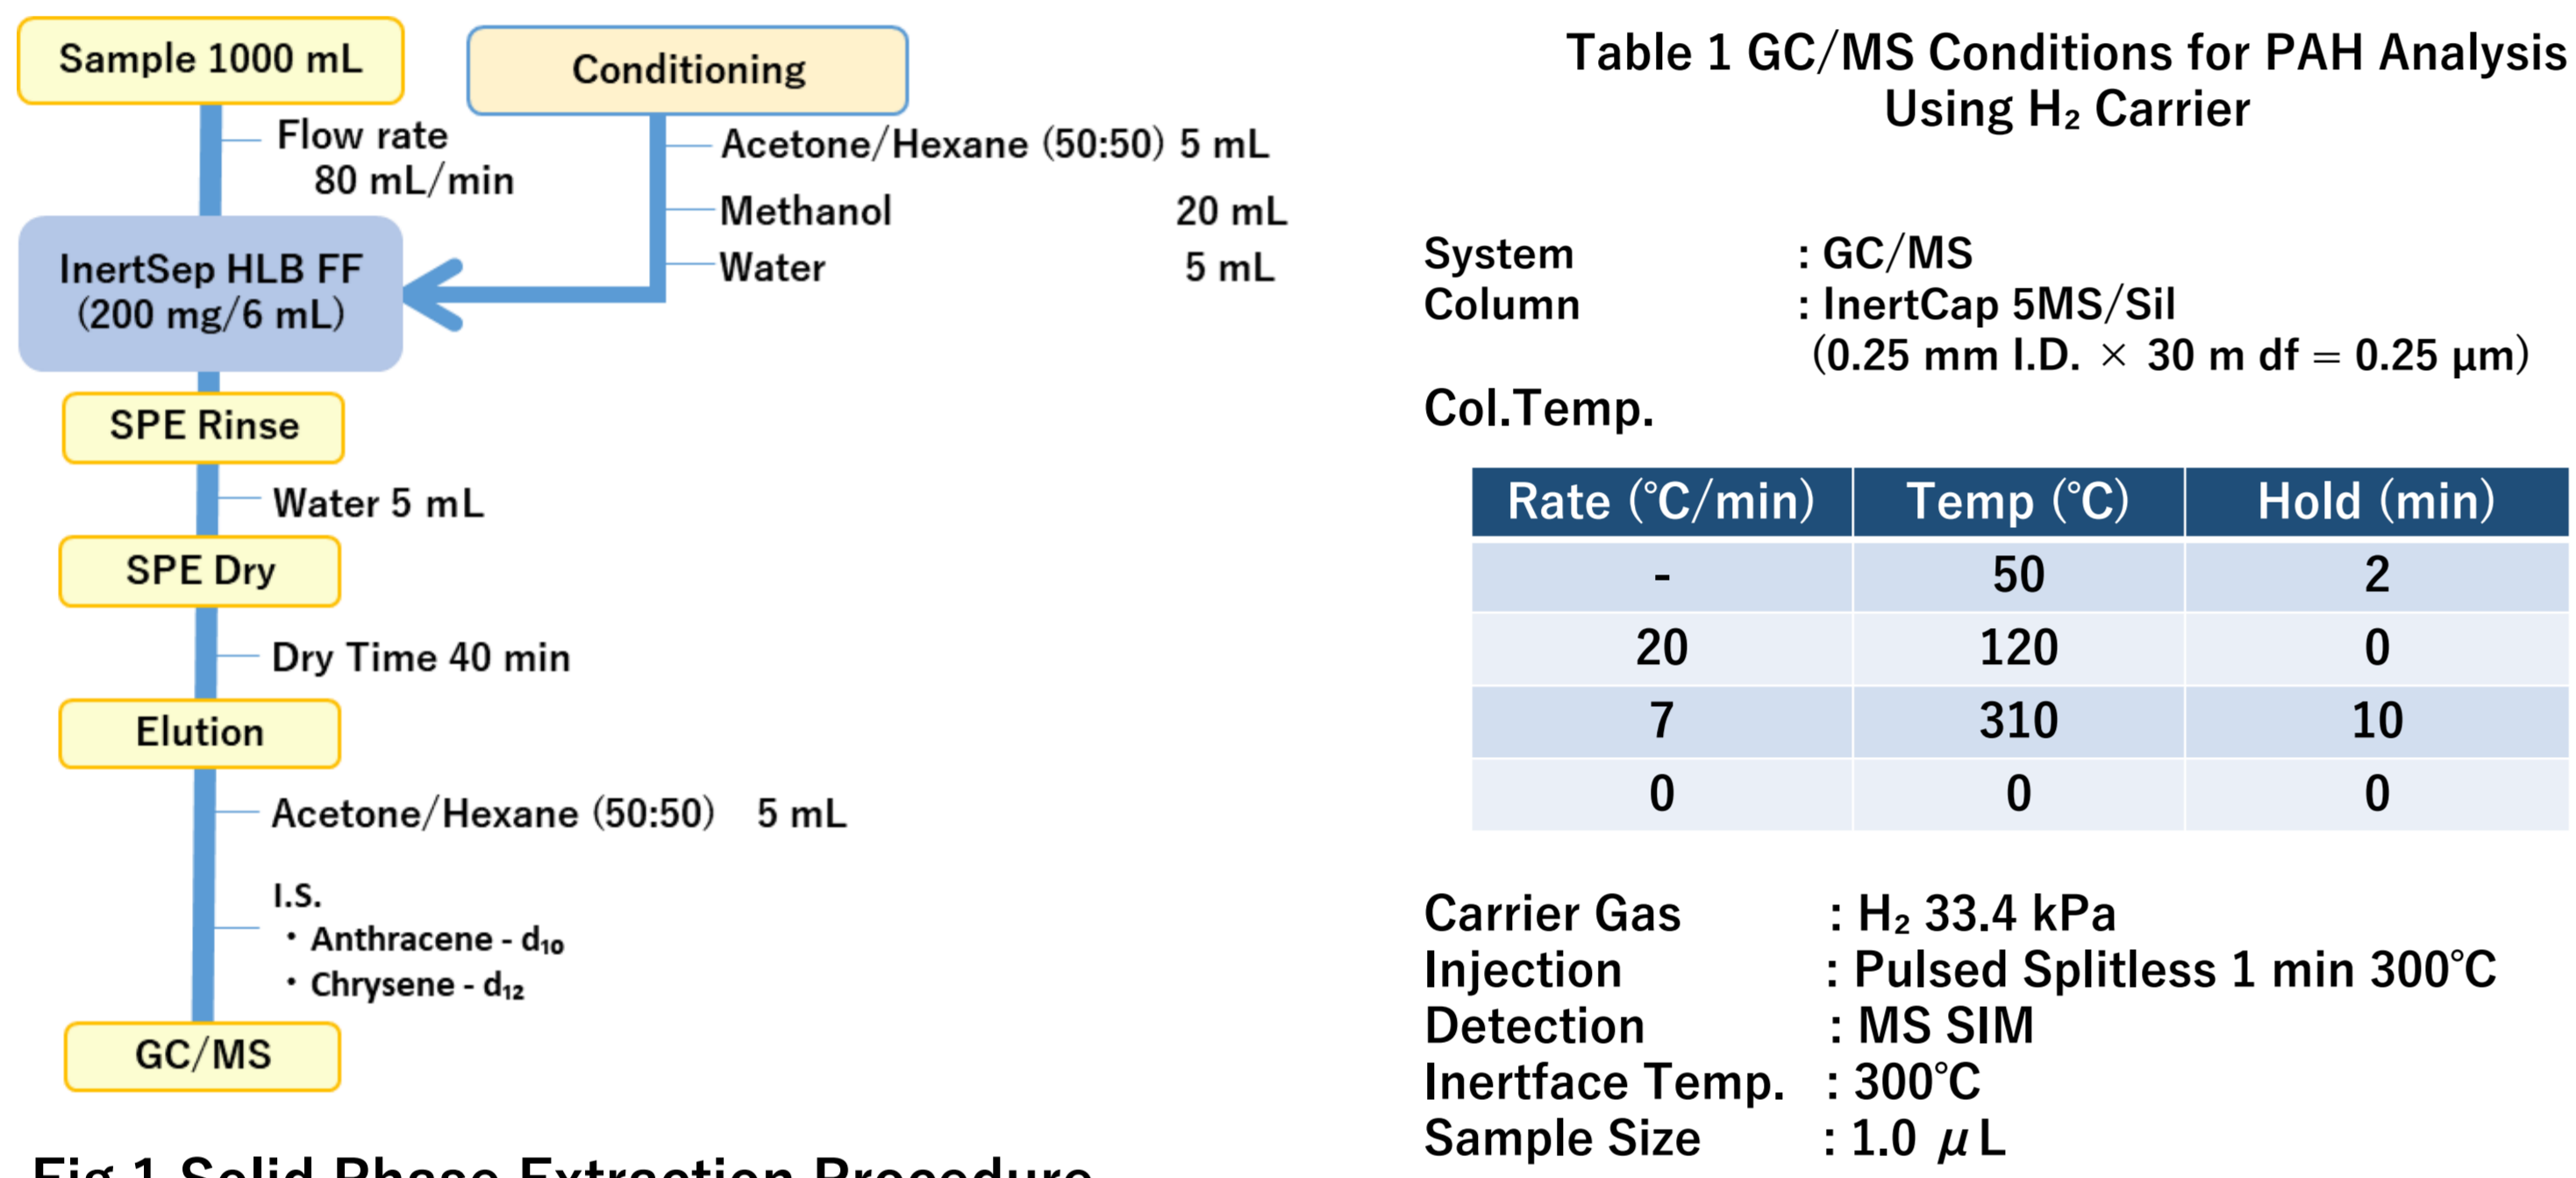 Sample 1000 mL
Flow rate
80 mL/min
Conditioning
Acetone/Hexane (50:50) 5 mL
Methanol 20 mL
Water 5 mL
InertSep HLB FF
(200 mg/6 mL)
SPE Rinse
Water 5 mL
SPE Dry
Dry Time 40 min
Elution
Acetone/Hexane (50:50) 5 mL
I.S.
・Anthracene - d₁₀
・Chrysene - d₁₂
GC/MS
Fig.1 Solid Phase Extraction Procedure
Table 1 GC/MS Conditions for PAH Analysis
Using H₂ Carrier
System : GC/MS
Column : InertCap 5MS/Sil
(0.25 mm I.D. × 30 m df = 0.25 μm)
Col.Temp.
Rate (℃/min) Temp (℃) Hold (min)
- 50 2
20 120 0
7 310 10
0 0 0
Carrier Gas : H₂ 33.4 kPa
Injection : Pulsed Splitless 1 min 300℃
Detection : MS SIM
Inertface Temp. : 300℃
Sample Size : 1.0 μL